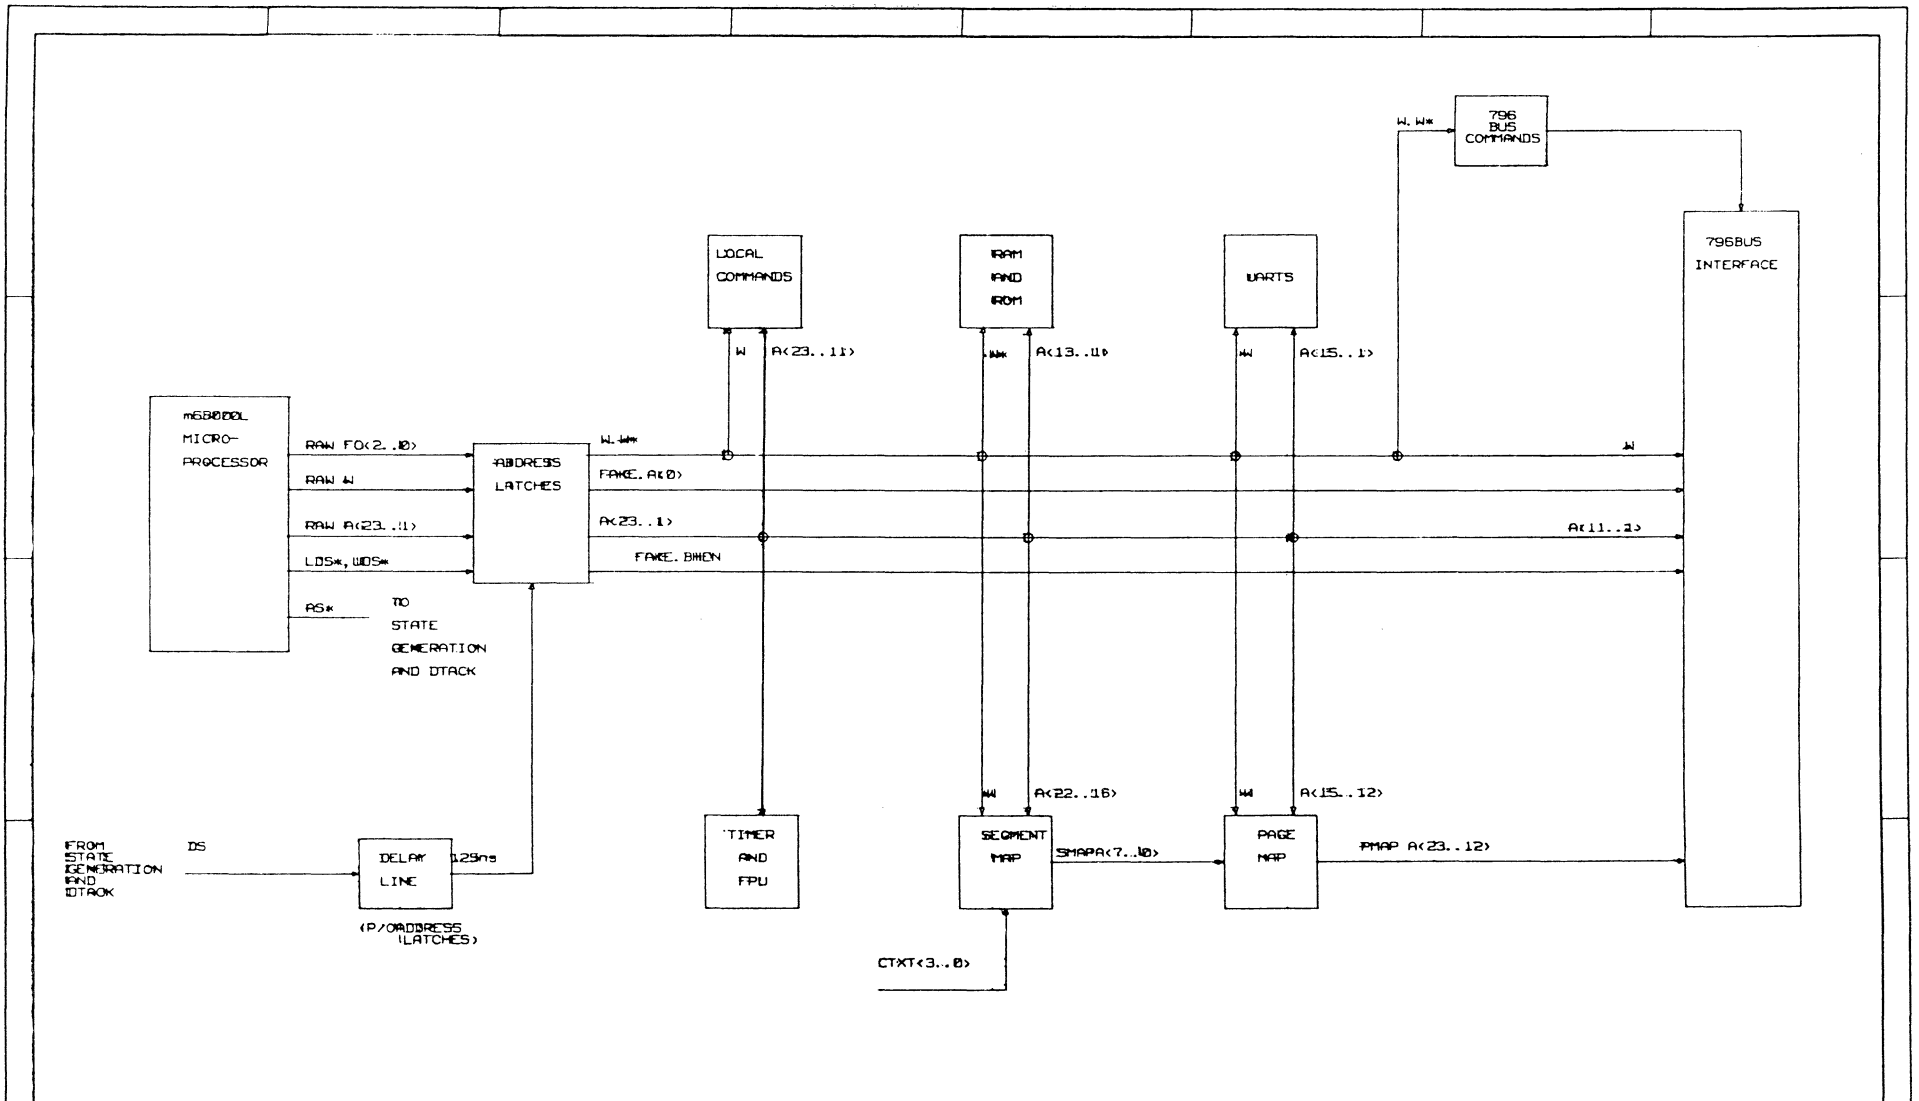 796
BUS
COMMANDS
W.W*
796BUS
INTERFACE
LOCAL
COMMANDS
RAM
AND
ROM
UARTS
W
A<23..11>
W*
A<13..1>
W
A<15..1>
m68000L
MICRO-
PROCESSOR
RAW FC<2..0>
RAW W
RAW A<23..1>
LDS*, UDS*
AS*
TO
STATE
GENERATION
AND DTACK
ADDRESS
LATCHES
W.W*
FAKE.A<0>
A<23..1>
FAKE.BHEN
W
A<11..1>
W
A<22..16>
W
A<15..12>
FROM
STATE
GENERATION
AND
DTACK
DS
DELAY
LINE
125ns
(P/O ADDRESS
LATCHES)
TIMER
AND
FPU
SEGMENT
MAP
SMAPA<7..0>
PAGE
MAP
PMAP A<23..12>
CTXT<3..0>